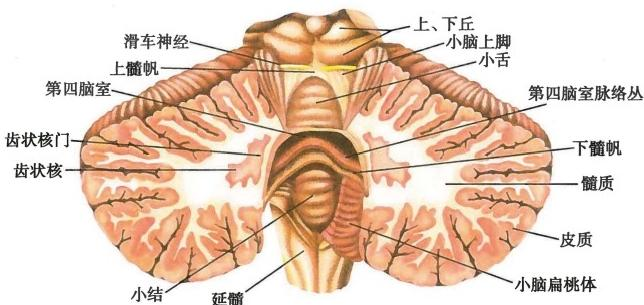 上、下丘
滑车神经
小脑上脚
上髓帆
小舌
第四脑室
第四脑室脉络丛
齿状核门
下髓帆
齿状核
髓质
皮质
小脑扁桃体
小结
延髓